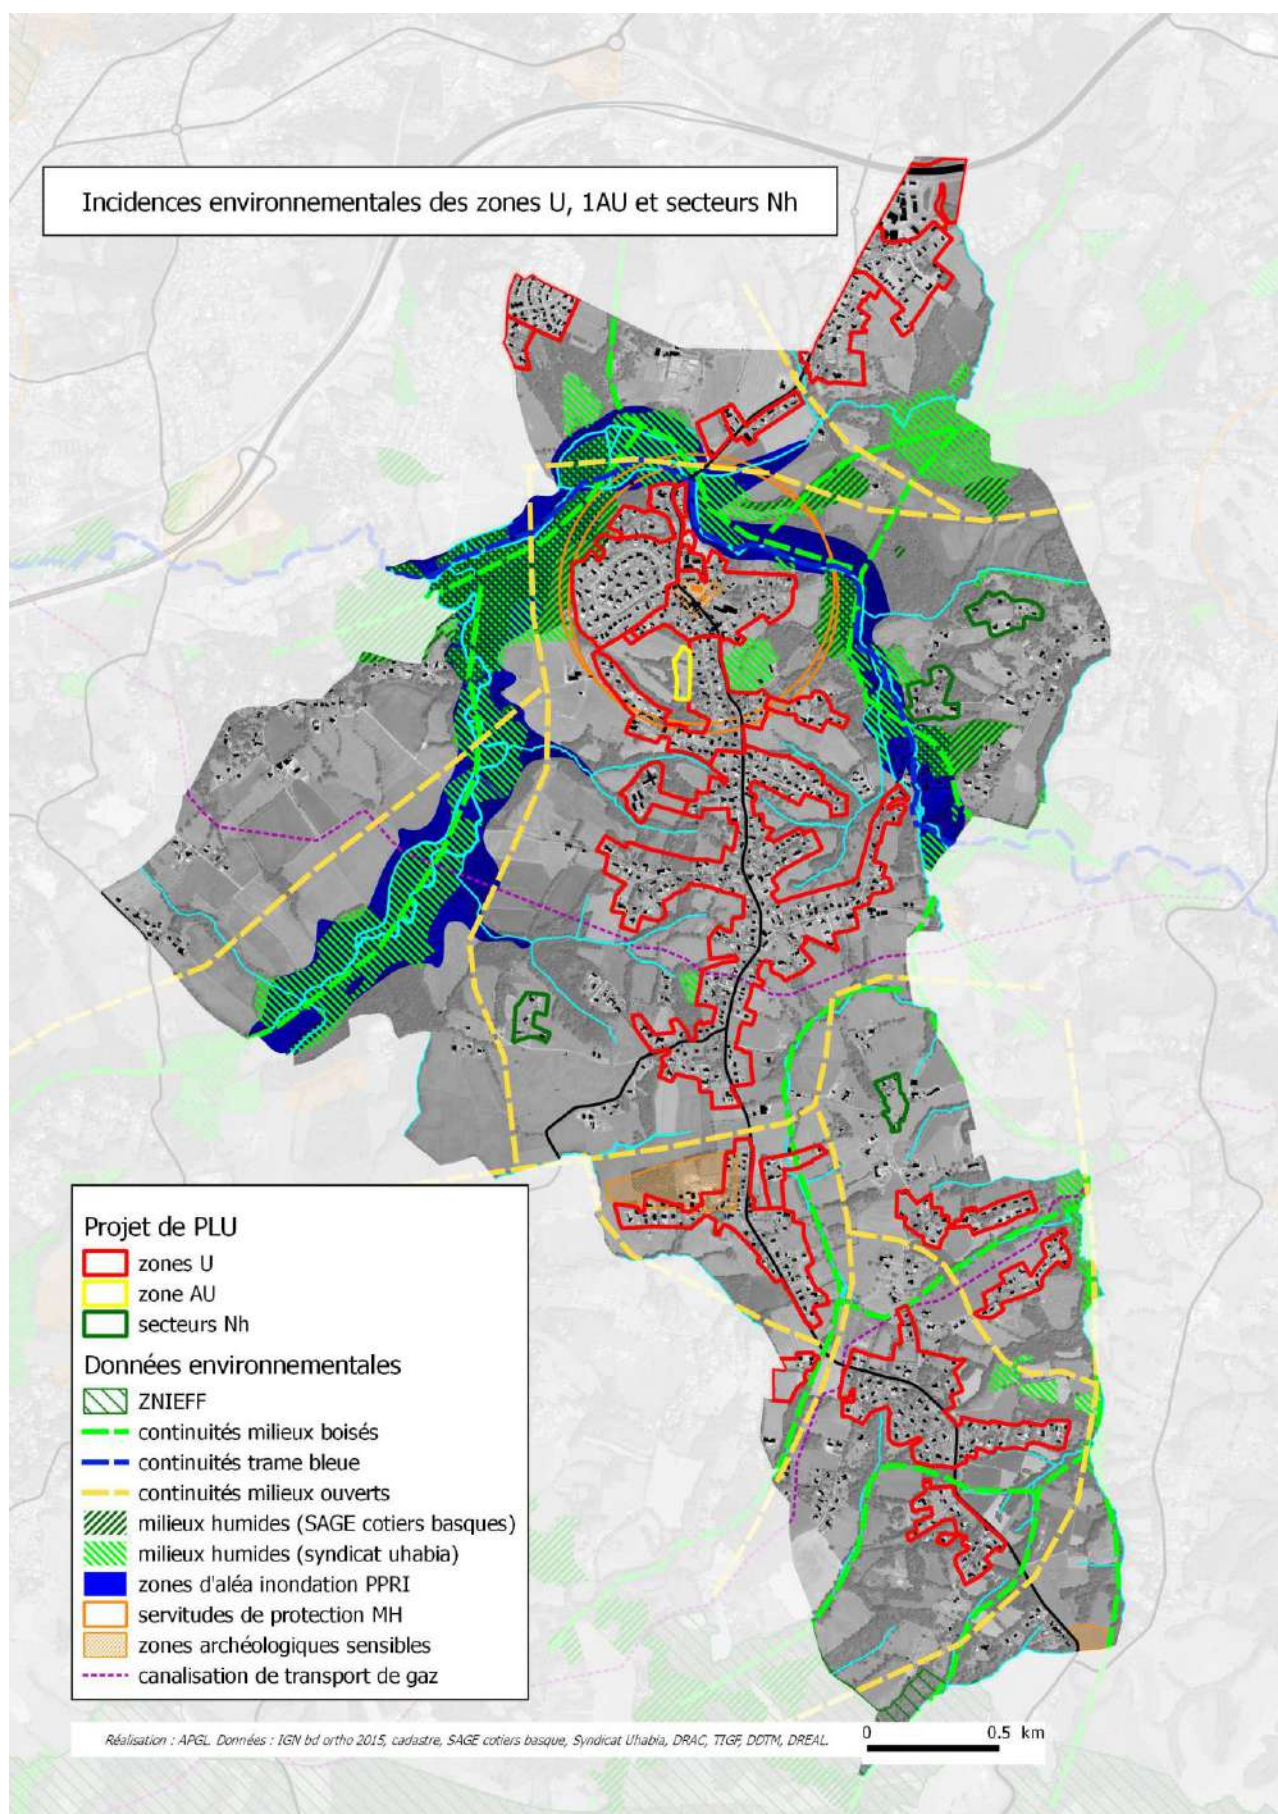 Incidences environnementales des zones U, 1AU et secteurs Nh
Projet de PLU
zones U
zone AU
secteurs Nh
Données environnementales
ZNIEFF
continuités milieux boisés
continuités trame bleue
continuités milieux ouverts
milieux humides (SAGE cotiers basques)
milieux humides (syndicat uhabia)
zones d'aléa inondation PPRI
servitudes de protection MH
zones archéologiques sensibles
canalisation de transport de gaz
Réalisation : APGL. Données : IGN bd ortho 2015, cadastre, SAGE cotiers basque, Syndicat Uhabia, DRAC, TIGF, DDTM, DREAL.
0 0.5 km